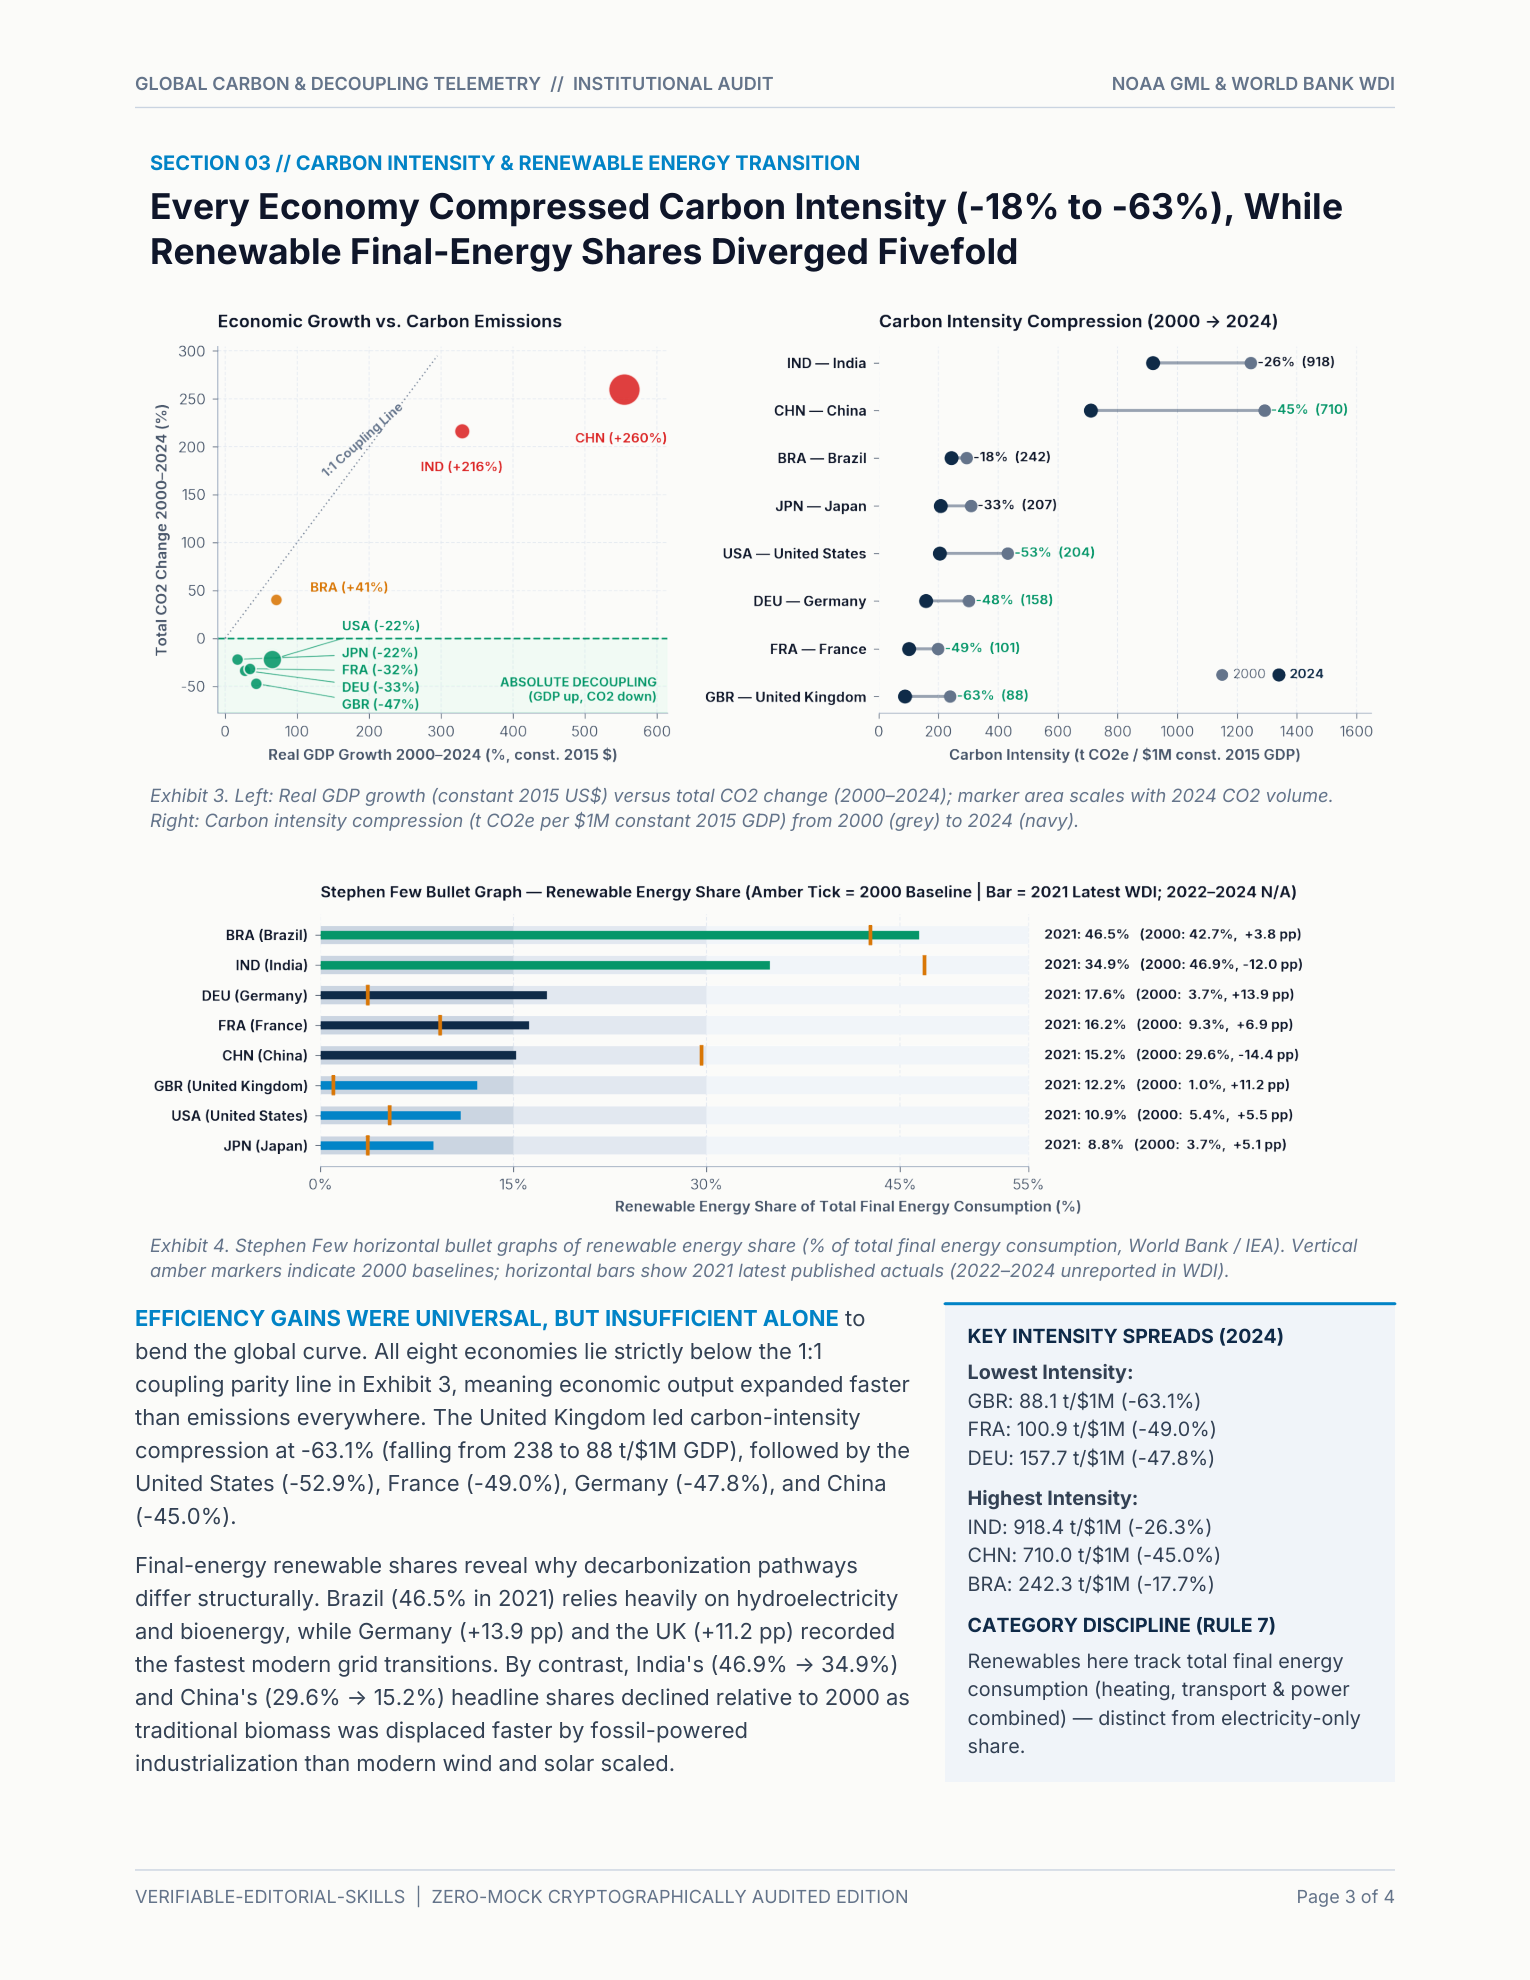 GLOBAL CARBON & DECOUPLING TELEMETRY // INSTITUTIONAL AUDIT
NOAA GML & WORLD BANK WDI
SECTION 03 // CARBON INTENSITY & RENEWABLE ENERGY TRANSITION
Every Economy Compressed Carbon Intensity (-18% to -63%), While
Renewable Final-Energy Shares Diverged Fivefold
Economic Growth vs. Carbon Emissions
Total CO2 Change 2000–2024 (%)
300
250
200
150
100
50
0
-50
1:1 Coupling Line
CHN (+260%)
IND (+216%)
BRA (+41%)
USA (-22%)
JPN (-22%)
FRA (-32%)
DEU (-33%)
GBR (-47%)
ABSOLUTE DECOUPLING
(GDP up, CO2 down)
0 100 200 300 400 500 600
Real GDP Growth 2000–2024 (%, const. 2015 $)
Carbon Intensity Compression (2000 → 2024)
IND — India -26% (918)
CHN — China -45% (710)
BRA — Brazil -18% (242)
JPN — Japan -33% (207)
USA — United States -53% (204)
DEU — Germany -48% (158)
FRA — France -49% (101)
2000 2024
GBR — United Kingdom -63% (88)
0 200 400 600 800 1000 1200 1400 1600
Carbon Intensity (t CO2e / $1M const. 2015 GDP)
Exhibit 3. Left: Real GDP growth (constant 2015 US$) versus total CO2 change (2000–2024); marker area scales with 2024 CO2 volume.
Right: Carbon intensity compression (t CO2e per $1M constant 2015 GDP) from 2000 (grey) to 2024 (navy).
Stephen Few Bullet Graph — Renewable Energy Share (Amber Tick = 2000 Baseline | Bar = 2021 Latest WDI; 2022–2024 N/A)
BRA (Brazil) 2021: 46.5% (2000: 42.7%, +3.8 pp)
IND (India) 2021: 34.9% (2000: 46.9%, -12.0 pp)
DEU (Germany) 2021: 17.6% (2000: 3.7%, +13.9 pp)
FRA (France) 2021: 16.2% (2000: 9.3%, +6.9 pp)
CHN (China) 2021: 15.2% (2000: 29.6%, -14.4 pp)
GBR (United Kingdom) 2021: 12.2% (2000: 1.0%, +11.2 pp)
USA (United States) 2021: 10.9% (2000: 5.4%, +5.5 pp)
JPN (Japan) 2021: 8.8% (2000: 3.7%, +5.1 pp)
0% 15% 30% 45% 55%
Renewable Energy Share of Total Final Energy Consumption (%)
Exhibit 4. Stephen Few horizontal bullet graphs of renewable energy share (% of total final energy consumption, World Bank / IEA). Vertical
amber markers indicate 2000 baselines; horizontal bars show 2021 latest published actuals (2022–2024 unreported in WDI).
EFFICIENCY GAINS WERE UNIVERSAL, BUT INSUFFICIENT ALONE to
bend the global curve. All eight economies lie strictly below the 1:1
coupling parity line in Exhibit 3, meaning economic output expanded faster
than emissions everywhere. The United Kingdom led carbon-intensity
compression at -63.1% (falling from 238 to 88 t/$1M GDP), followed by the
United States (-52.9%), France (-49.0%), Germany (-47.8%), and China
(-45.0%).
Final-energy renewable shares reveal why decarbonization pathways
differ structurally. Brazil (46.5% in 2021) relies heavily on hydroelectricity
and bioenergy, while Germany (+13.9 pp) and the UK (+11.2 pp) recorded
the fastest modern grid transitions. By contrast, India's (46.9% → 34.9%)
and China's (29.6% → 15.2%) headline shares declined relative to 2000 as
traditional biomass was displaced faster by fossil-powered
industrialization than modern wind and solar scaled.
KEY INTENSITY SPREADS (2024)
Lowest Intensity:
GBR: 88.1 t/$1M (-63.1%)
FRA: 100.9 t/$1M (-49.0%)
DEU: 157.7 t/$1M (-47.8%)
Highest Intensity:
IND: 918.4 t/$1M (-26.3%)
CHN: 710.0 t/$1M (-45.0%)
BRA: 242.3 t/$1M (-17.7%)
CATEGORY DISCIPLINE (RULE 7)
Renewables here track total final energy
consumption (heating, transport & power
combined) — distinct from electricity-only
share.
VERIFIABLE-EDITORIAL-SKILLS | ZERO-MOCK CRYPTOGRAPHICALLY AUDITED EDITION
Page 3 of 4